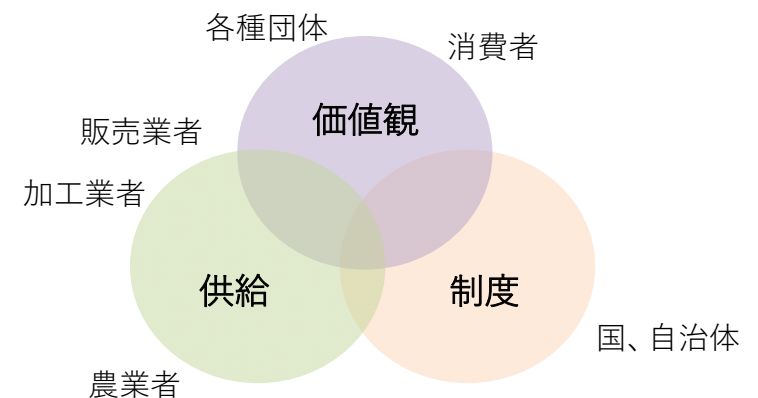 各種団体
消費者
価値観
販売業者
加工業者
供給
制度
国、自治体
農業者